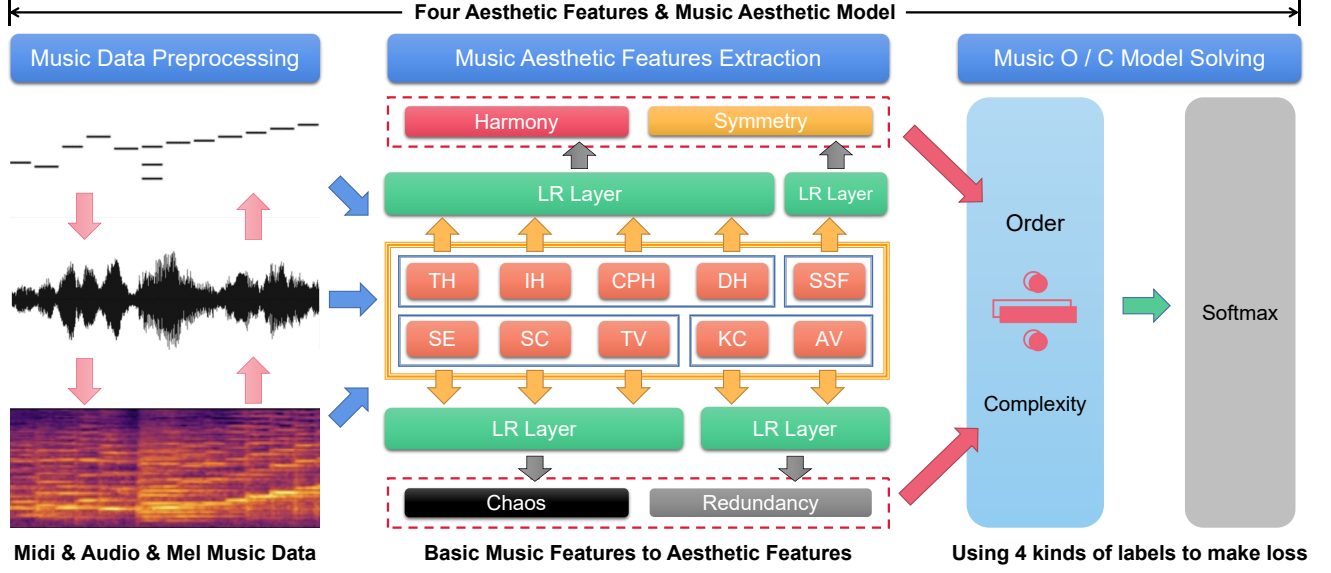 Four Aesthetic Features & Music Aesthetic Model
Music Data Preprocessing
Music Aesthetic Features Extraction
Music O / C Model Solving
Harmony
Symmetry
LR Layer
LR Layer
TH
IH
CPH
DH
SSF
SE
SC
TV
KC
AV
LR Layer
LR Layer
Chaos
Redundancy
Order
Complexity
Softmax
Midi & Audio & Mel Music Data
Basic Music Features to Aesthetic Features
Using 4 kinds of labels to make loss